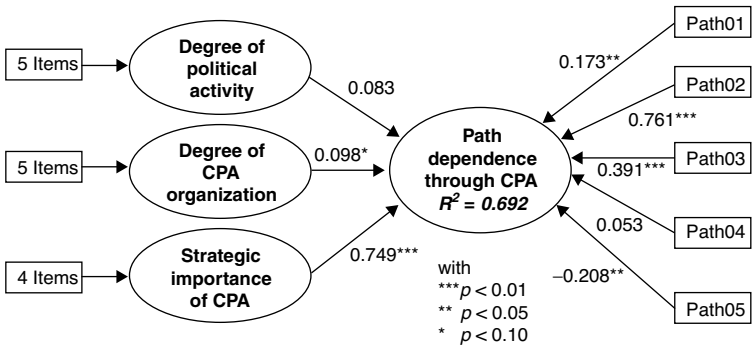 5 Items
Degree of
political
activity
0.083
5 Items
Degree of
CPA
organization
0.098*
4 Items
Strategic
importance
of CPA
0.749***
Path
dependence
through CPA
R² = 0.692
Path01
0.173**
Path02
0.761***
Path03
0.391***
Path04
0.053
Path05
−0.208**
with
***p < 0.01
** p < 0.05
* p < 0.10